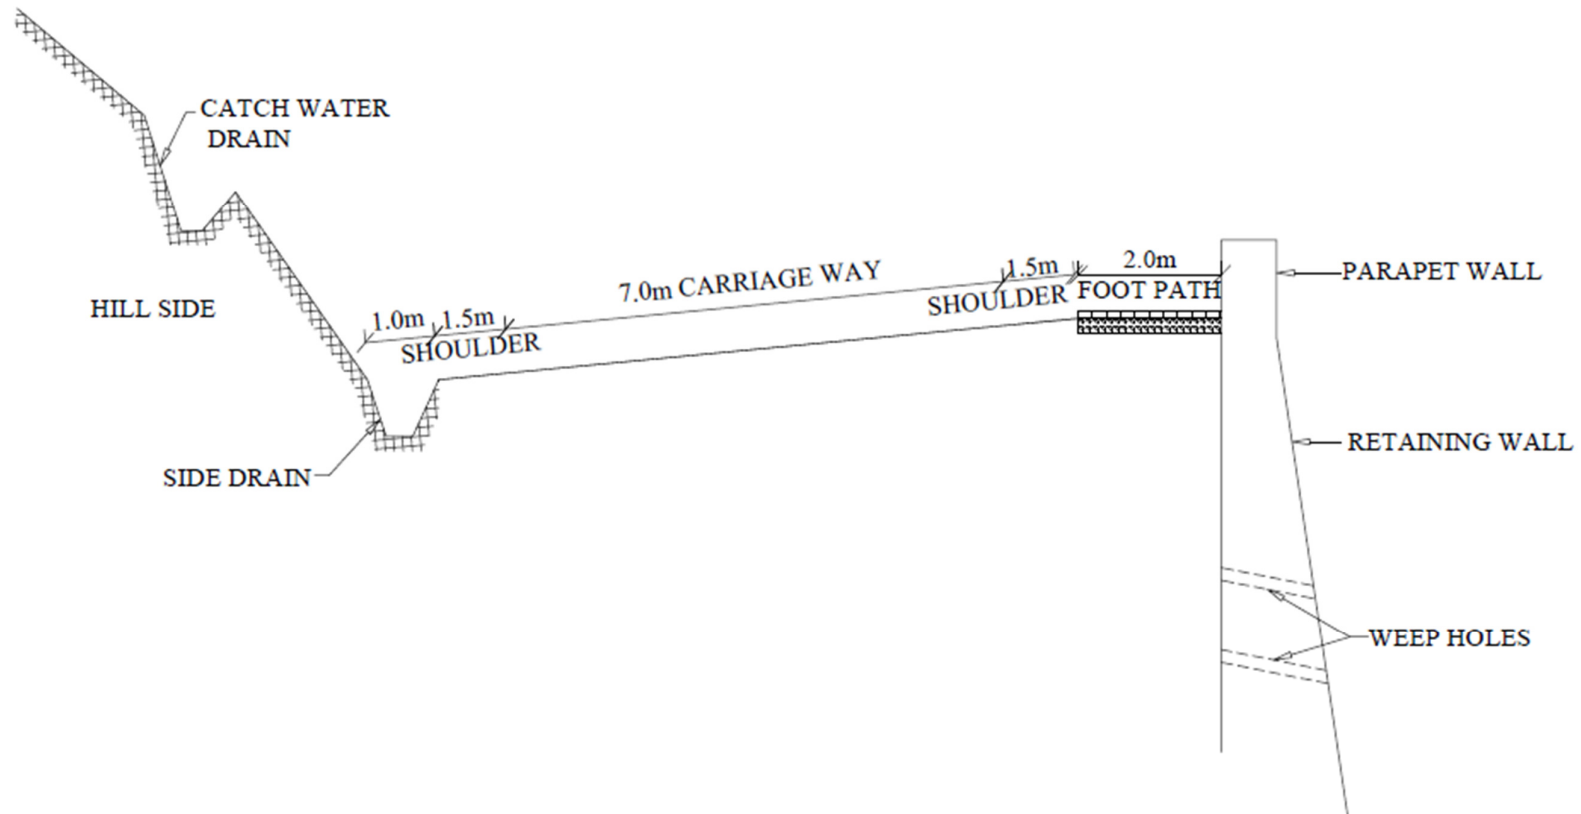 CATCH WATER
DRAIN
HILL SIDE
1.0m
1.5m
SHOULDER
7.0m CARRIAGE WAY
1.5m
SHOULDER
2.0m
FOOT PATH
PARAPET WALL
RETAINING WALL
SIDE DRAIN
WEEP HOLES